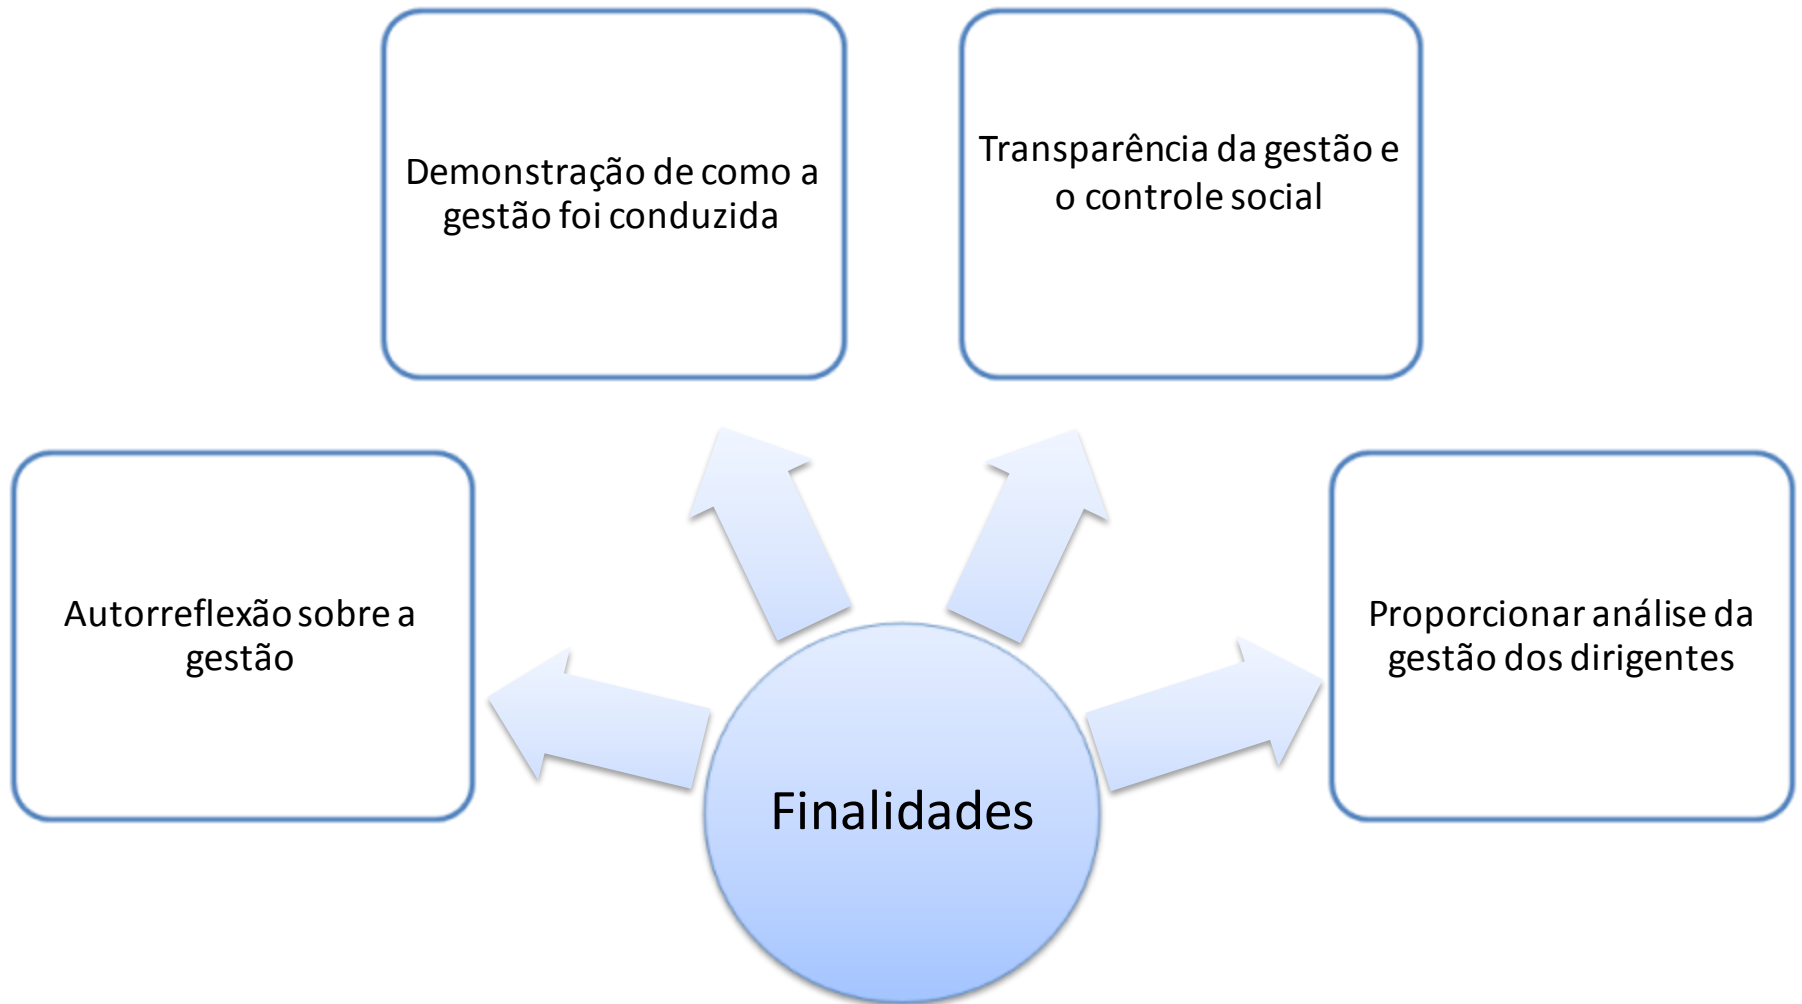 Demonstração de como a
gestão foi conduzida
Transparência da gestão e
o controle social
Autorreflexão sobre a
gestão
Proporcionar análise da
gestão dos dirigentes
Finalidades